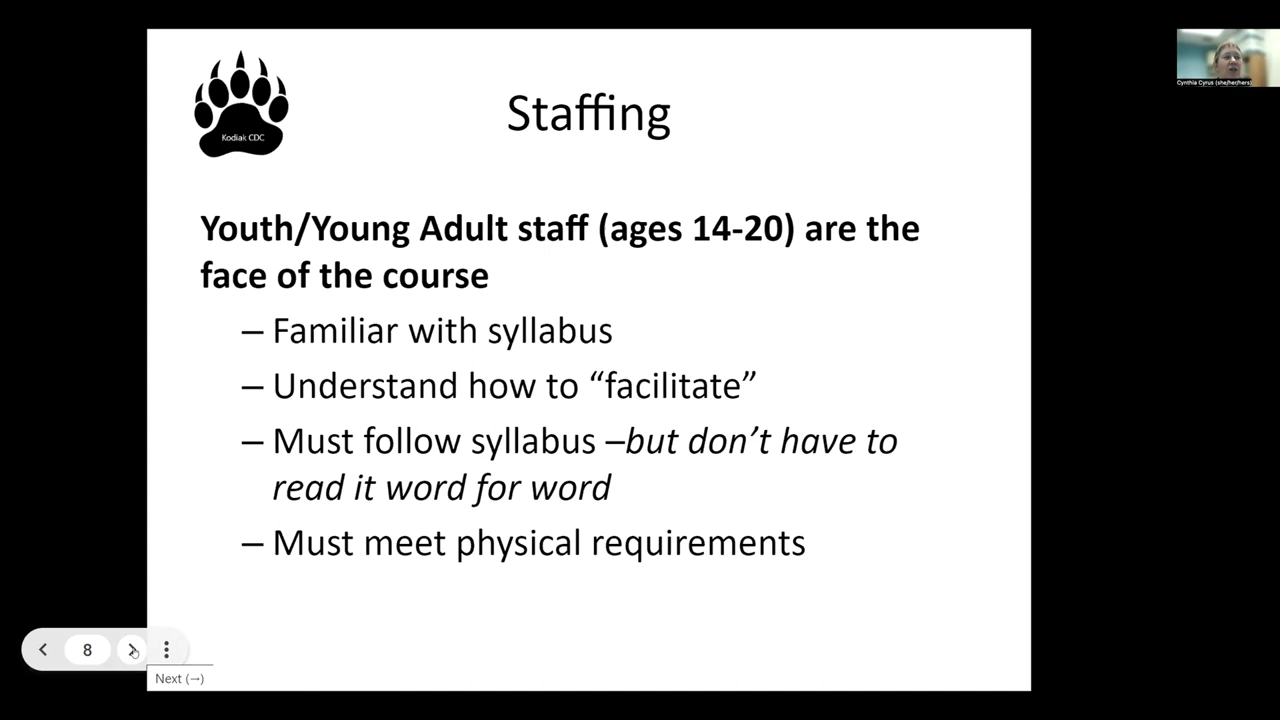 Kodiak CDC
Staffing
Cynthia Cyrus (she/her/hers)
Youth/Young Adult staff (ages 14-20) are the
face of the course
– Familiar with syllabus
– Understand how to “facilitate”
– Must follow syllabus –but don’t have to
read it word for word
– Must meet physical requirements
8
Next (→)